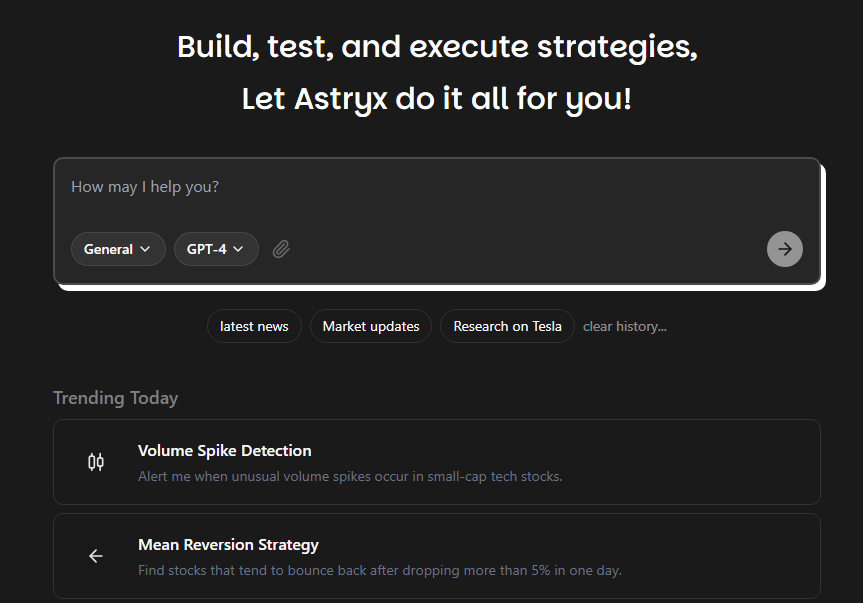 Build, test, and execute strategies,
Let Astryx do it all for you!
How may I help you?
General
GPT-4
latest news
Market updates
Research on Tesla
clear history...
Trending Today
Volume Spike Detection
Alert me when unusual volume spikes occur in small-cap tech stocks.
Mean Reversion Strategy
Find stocks that tend to bounce back after dropping more than 5% in one day.